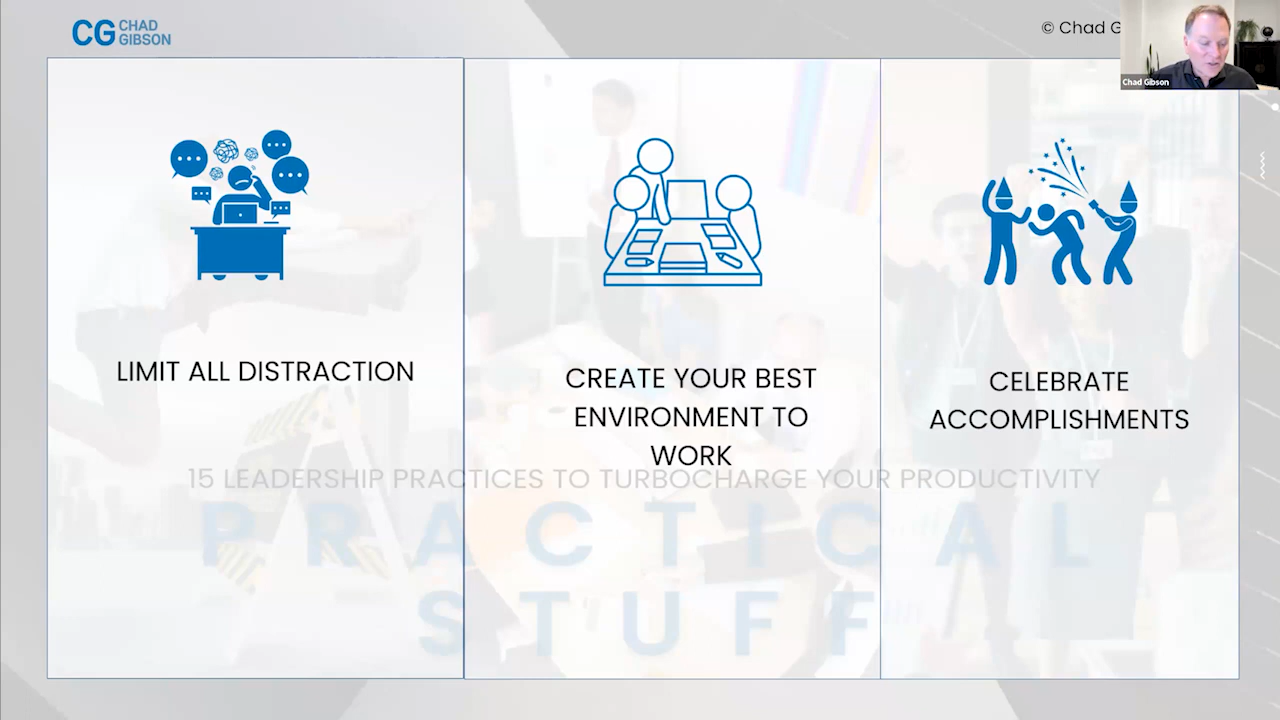 CG CHAD
GIBSON
© Chad G
Chad Gibson
LIMIT ALL DISTRACTION
CREATE YOUR BEST
ENVIRONMENT TO
WORK
CELEBRATE
ACCOMPLISHMENTS
15 LEADERSHIP PRACTICES TO TURBOCHARGE YOUR PRODUCTIVITY
PRACTICAL
STUFF